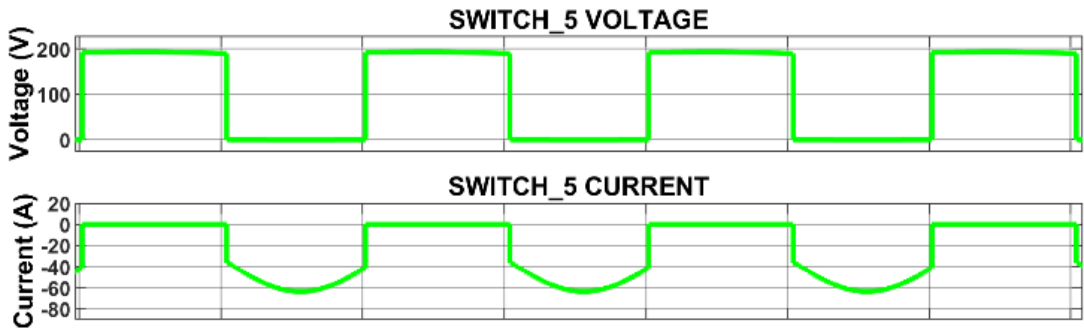 SWITCH_5 VOLTAGE
Voltage (V)
200
100
0
SWITCH_5 CURRENT
Current (A)
20
0
-20
-40
-60
-80